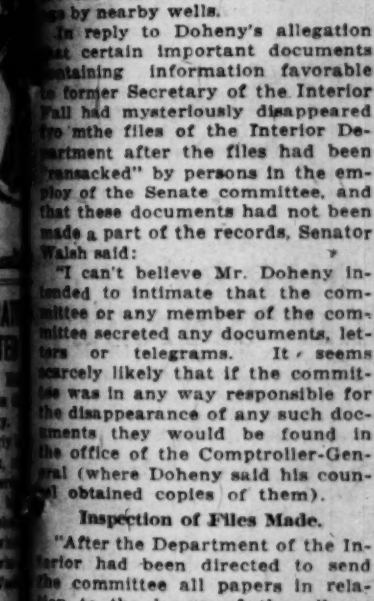 by nearby wells.
In reply to Doheny's allegation
that certain important documents
containing information favorable
to former Secretary of the Interior
Fall had mysteriously disappeared
fro 'mthe files of the Interior De-
partment after the files had been
"ransacked" by persons in the em-
ploy of the Senate committee, and
that these documents had not been
made a part of the records, Senator
Walsh said:
"I can't believe Mr. Doheny in-
tended to intimate that the com-
mittee or any member of the com-
mittee secreted any documents, let-
ters or telegrams. It seems
scarcely likely that if the commit-
tee was in any way responsible for
the disappearance of any such doc-
uments they would be found in
the office of the Comptroller-Gen-
eral (where Doheny said his coun-
sel obtained copies of them).
Inspection of Files Made.
"After the Department of the In-
terior had been directed to send
the committee all papers in rela-